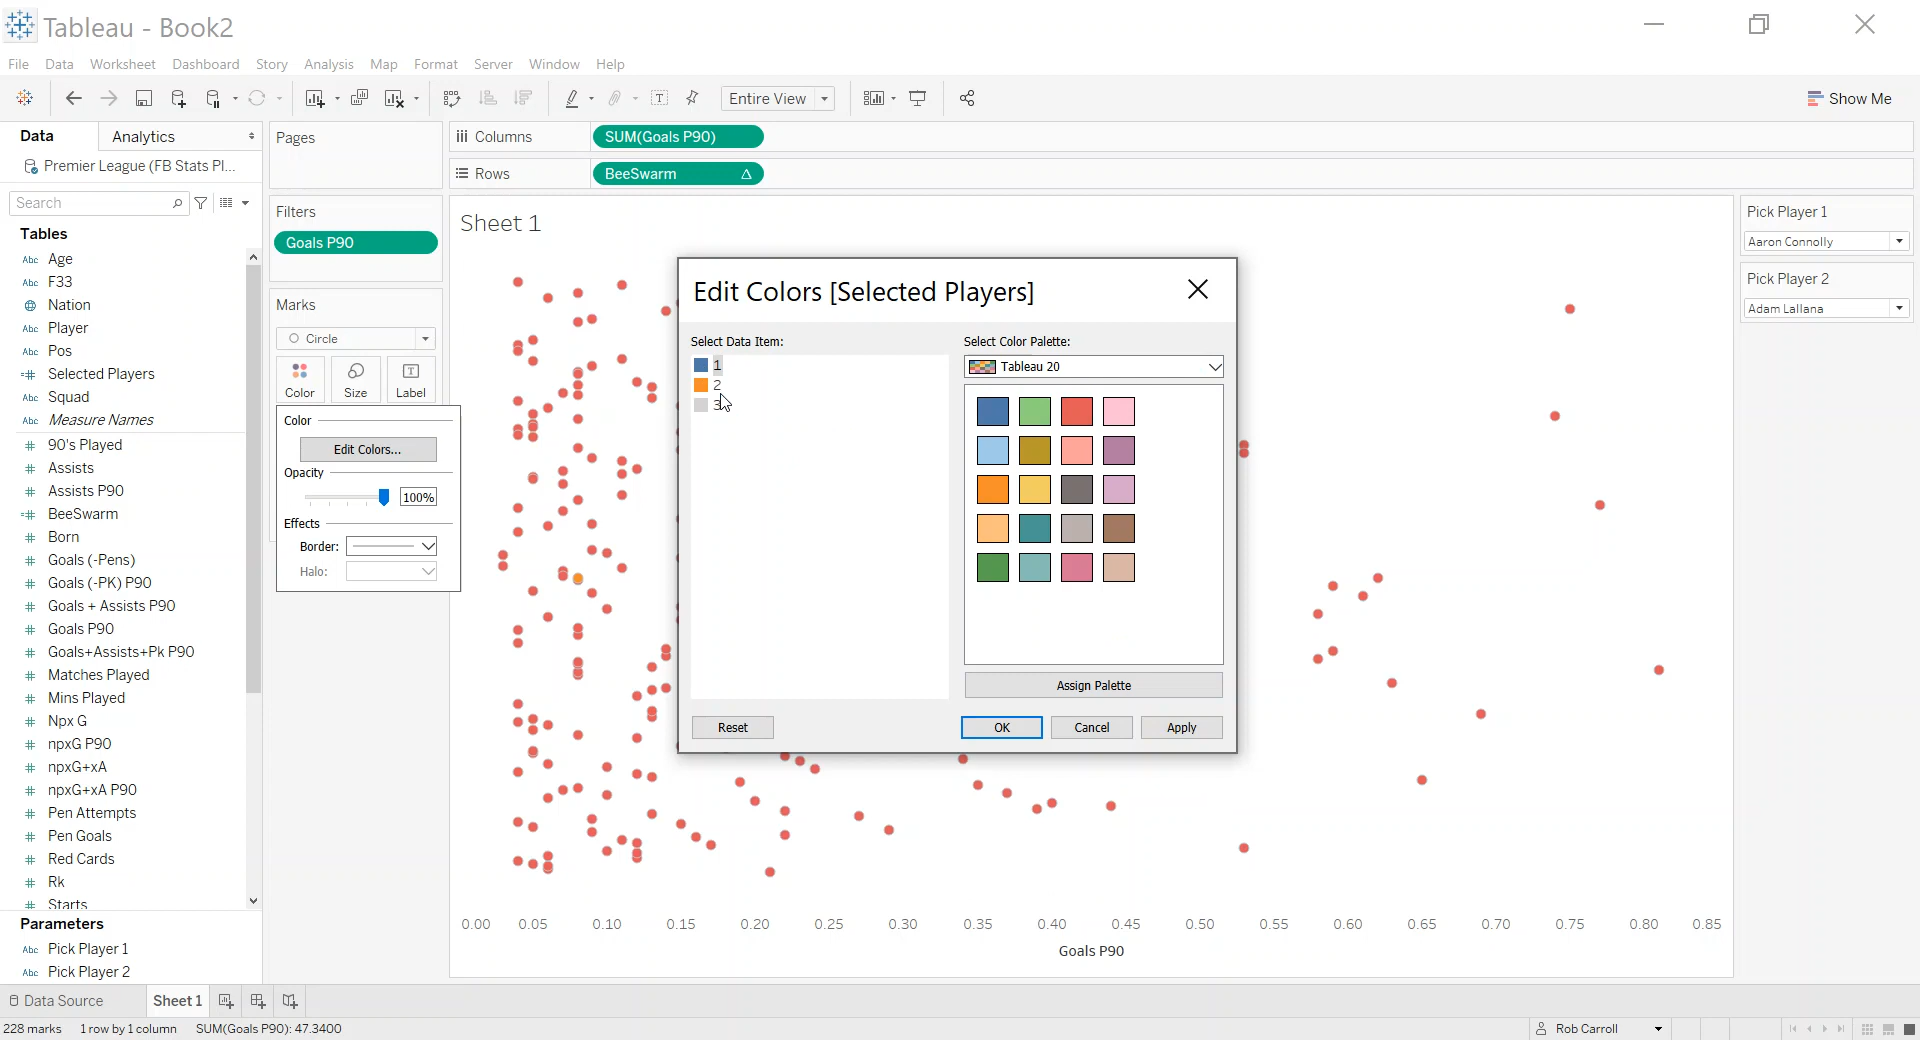 Tableau - Book2
File Data Worksheet Dashboard Story Analysis Map Format Server Window Help
Entire View
Show Me
Data Analytics
Premier League (FB Stats Pl...
Search
Tables
Abc Age
Abc F33
Nation
Abc Player
Abc Pos
=# Selected Players
Abc Squad
Abc Measure Names
# 90's Played
# Assists
# Assists P90
=# BeeSwarm
# Born
# Goals (-Pens)
# Goals (-PK) P90
# Goals + Assists P90
# Goals P90
# Goals+Assists+Pk P90
# Matches Played
# Mins Played
# Npx G
# npxG P90
# npxG+xA
# npxG+xA P90
# Pen Attempts
# Pen Goals
# Red Cards
# Rk
# Starts
Parameters
Abc Pick Player 1
Abc Pick Player 2
Pages
Filters
Goals P90
Marks
Circle
Color Size Label
Color
Edit Colors...
Opacity
100%
Effects
Border:
Halo:
Columns SUM(Goals P90)
Rows BeeSwarm
Sheet 1
Edit Colors [Selected Players]
Select Data Item:
1
2
3
Select Color Palette:
Tableau 20
Assign Palette
Reset OK Cancel Apply
0.00 0.05 0.10 0.15 0.20 0.25 0.30 0.35 0.40 0.45 0.50 0.55 0.60 0.65 0.70 0.75 0.80 0.85
Goals P90
Pick Player 1
Aaron Connolly
Pick Player 2
Adam Lallana
Data Source Sheet 1
228 marks 1 row by 1 column SUM(Goals P90): 47.3400
Rob Carroll